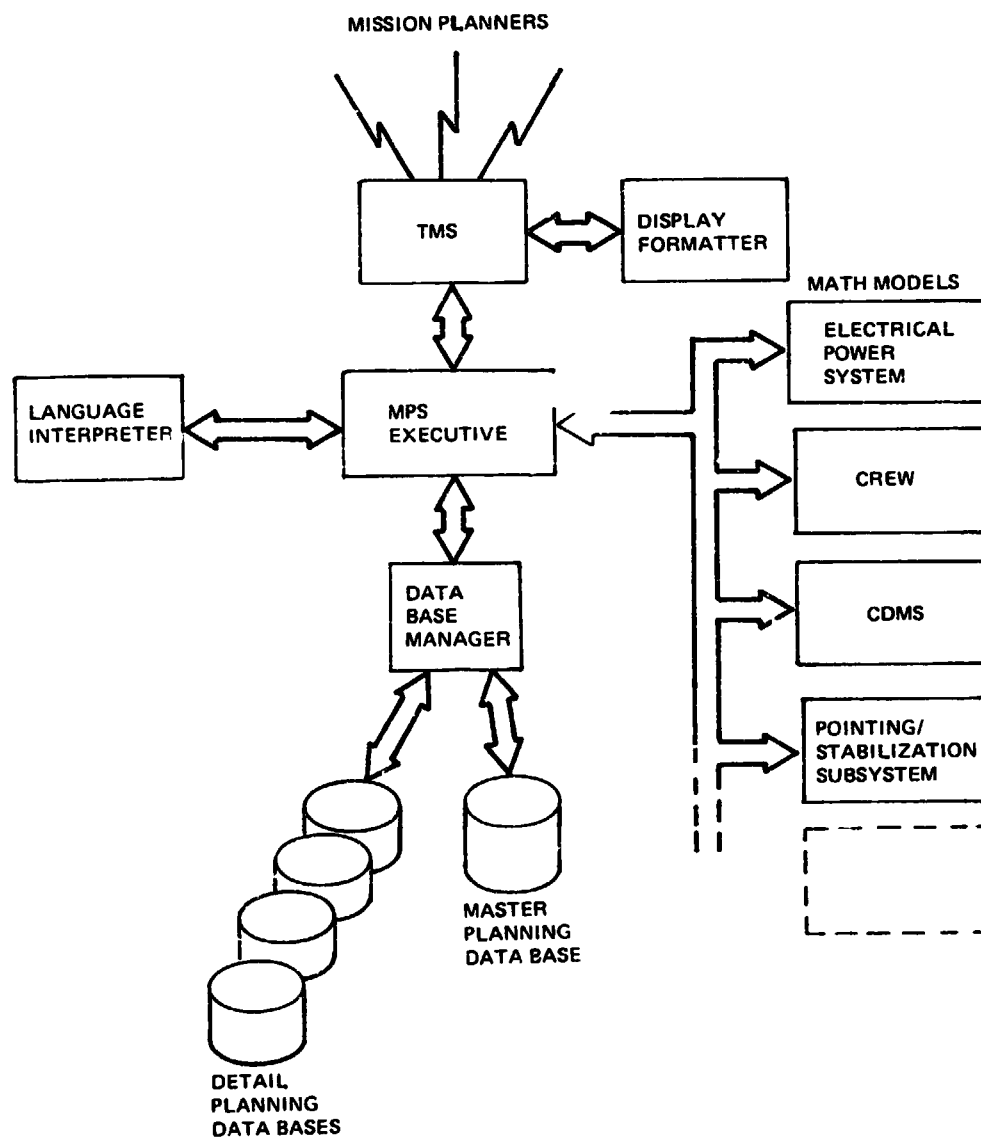 MISSION PLANNERS
TMS
DISPLAY
FORMATTER
MATH MODELS
ELECTRICAL
POWER
SYSTEM
LANGUAGE
INTERPRETER
MPS
EXECUTIVE
CREW
DATA
BASE
MANAGER
CDMS
POINTING/
STABILIZATION
SUBSYSTEM
MASTER
PLANNING
DATA BASE
DETAIL
PLANNING
DATA BASES